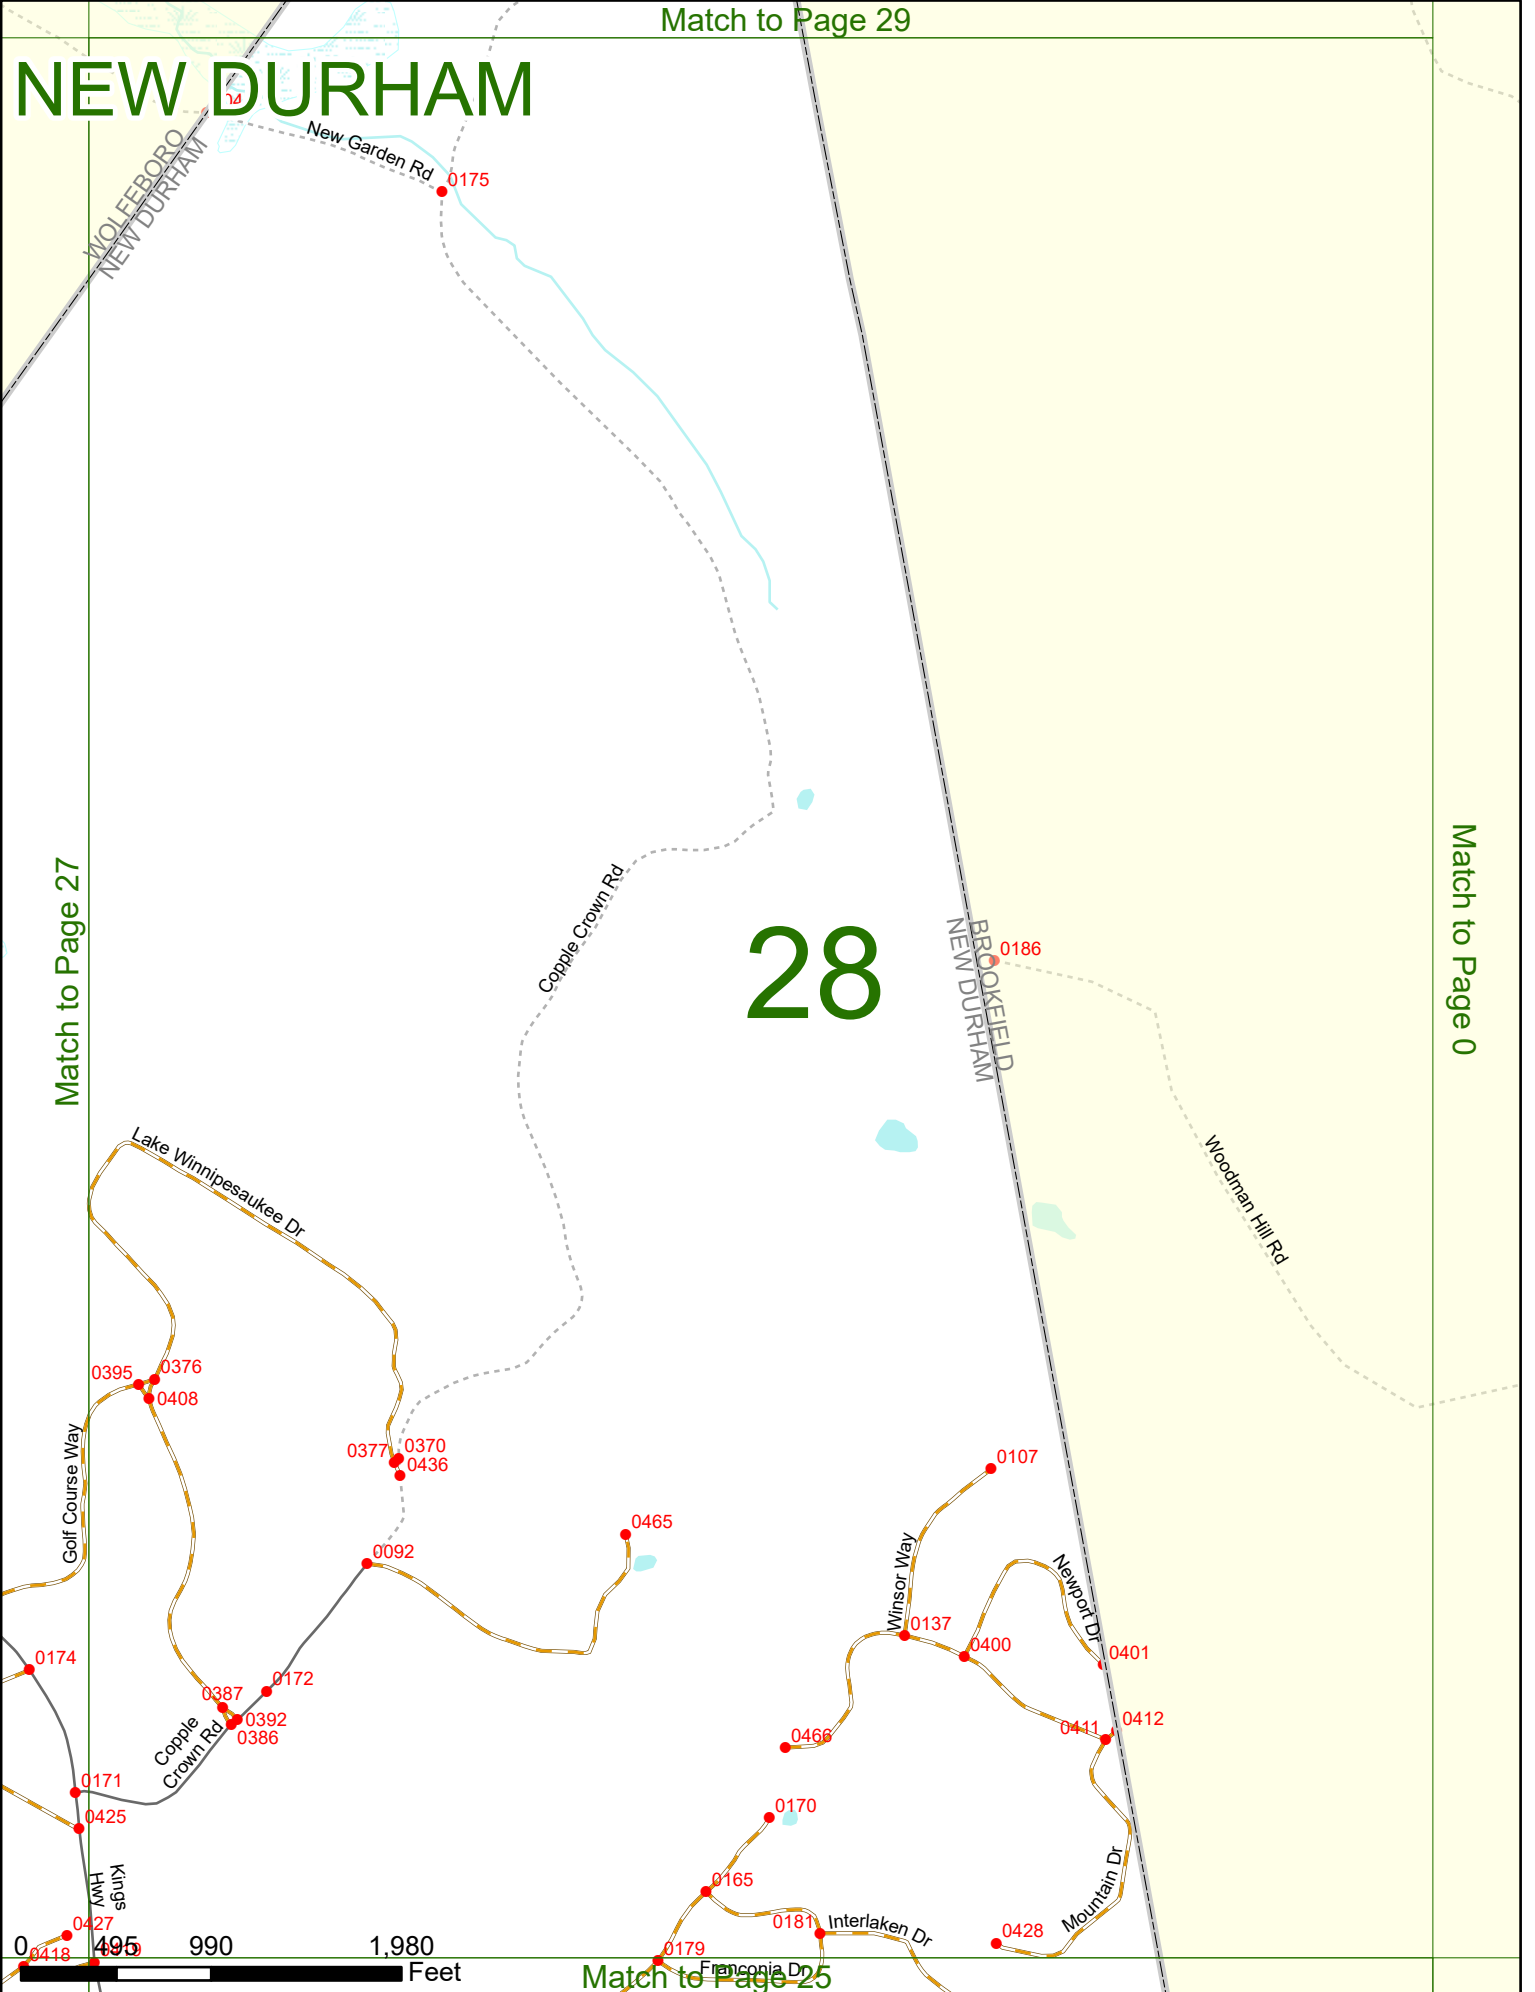 Match to Page 29
NEW DURHAM
04
New Garden Rd
0175
WOLFEBORO
NEW DURHAM
Match to Page 27
Copple Crown Rd
28
BROOKFIELD
NEW DURHAM
0186
Match to Page 0
Woodman Hill Rd
Lake Winnipesaukee Dr
0395
0376
0408
Golf Course Way
0377
0370
0436
0107
0465
0092
Winsor Way
Newport Dr
0137
0400
0401
0174
0172
0387
0392
0386
Copple
Crown Rd
0466
0411
0412
0171
0425
0170
Kings
Hwy
0165
0181
Interlaken Dr
Mountain Dr
0428
0427
0418
0419
0179
Franconia Dr
0 495 990 1,980
Feet
Match to Page 25